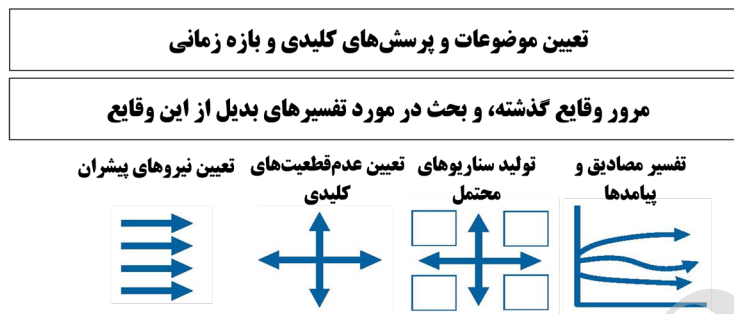 تعیین موضوعات و پرسش‌های کلیدی و بازه زمانی
مرور وقایع گذشته، و بحث در مورد تفسیرهای بدیل از این وقایع
تعیین نیروهای پیشران
تعیین عدم‌قطعیت‌های
کلیدی
تولید سناریوهای
محتمل
تفسیر مصادیق و
پیامدها